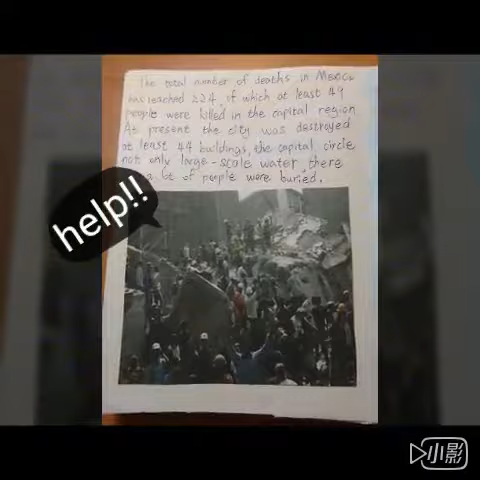 The total number of deaths in Mexico
has reached 224, of which at least 49
people were killed in the capital region
At present the city was destroyed
at least 44 buildings, the capital circle
not only large-scale water, there
a lot of people were buried.
help!!
小影